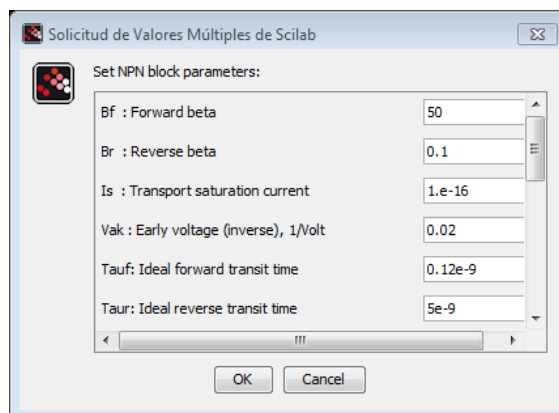 Solicitud de Valores Múltiples de Scilab
Set NPN block parameters:
Bf : Forward beta 50
Br : Reverse beta 0.1
Is : Transport saturation current 1.e-16
Vak : Early voltage (inverse), 1/Volt 0.02
Tauf: Ideal forward transit time 0.12e-9
Taur: Ideal reverse transit time 5e-9
OK Cancel